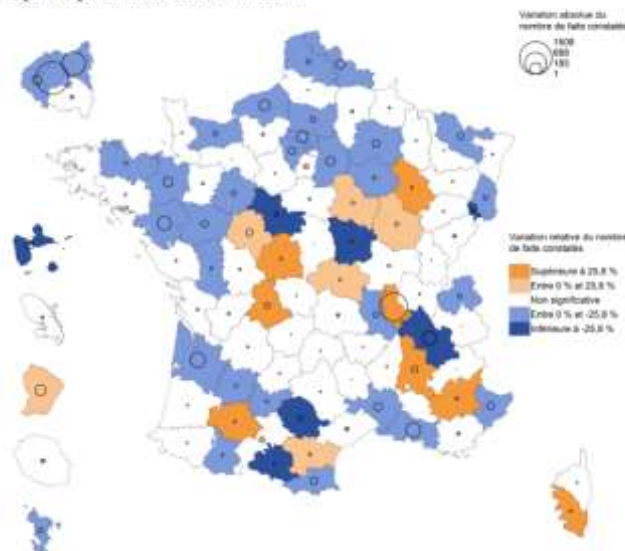 Variation absolue du
nombre de faits constatés
1608
1
Variation relative du nombre
de faits constatés
Supérieure à 25,8 %
Entre 0 % et 25,8 %
Non significative
Entre 0 % et -25,8 %
Inférieure à -25,8 %